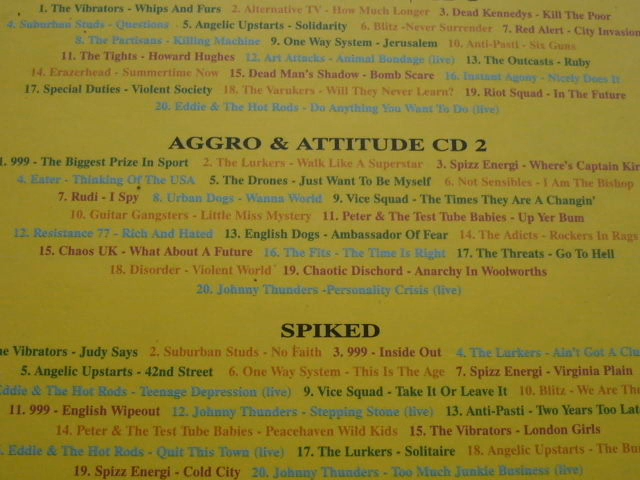 1. The Vibrators - Whips And Furs 2. Alternative TV - How Much Longer 3. Dead Kennedys - Kill The Poor
4. Suburban Studs - Questions 5. Angelic Upstarts - Solidarity 6. Blitz -Never Surrender 7. Red Alert - City Invasion
8. The Partisans - Killing Machine 9. One Way System - Jerusalem 10. Anti-Pasti - Six Guns
11. The Tights - Howard Hughes 12. Art Attacks - Animal Bondage (live) 13. The Outcasts - Ruby
14. Erazerhead - Summertime Now 15. Dead Man's Shadow - Bomb Scare 16. Instant Agony - Nicely Does It
17. Special Duties - Violent Society 18. The Varukers - Will They Never Learn? 19. Riot Squad - In The Future
20. Eddie & The Hot Rods - Do Anything You Want To Do (live)
AGGRO & ATTITUDE CD 2
1. 999 - The Biggest Prize In Sport 2. The Lurkers - Walk Like A Superstar 3. Spizz Energi - Where's Captain Kir
4. Eater - Thinking Of The USA 5. The Drones - Just Want To Be Myself 6. Not Sensibles - I Am The Bishop
7. Rudi - I Spy 8. Urban Dogs - Wanna World 9. Vice Squad - The Times They Are A Changin'
10. Guitar Gangsters - Little Miss Mystery 11. Peter & The Test Tube Babies - Up Yer Bum
12. Resistance 77 - Rich And Hated 13. English Dogs - Ambassador Of Fear 14. The Adicts - Rockers In Rags
15. Chaos UK - What About A Future 16. The Fits - The Time Is Right 17. The Threats - Go To Hell
18. Disorder - Violent World 19. Chaotic Dischord - Anarchy In Woolworths
20. Johnny Thunders -Personality Crisis (live)
SPIKED
he Vibrators - Judy Says 2. Suburban Studs - No Faith 3. 999 - Inside Out 4. The Lurkers - Ain't Got A Clu
5. Angelic Upstarts - 42nd Street 6. One Way System - This Is The Age 7. Spizz Energi - Virginia Plain
Eddie & The Hot Rods - Teenage Depression (live) 9. Vice Squad - Take It Or Leave It 10. Blitz - We Are The
11. 999 - English Wipeout 12. Johnny Thunders - Stepping Stone (live) 13. Anti-Pasti - Two Years Too Late
14. Peter & The Test Tube Babies - Peacehaven Wild Kids 15. The Vibrators - London Girls
. Eddie & The Hot Rods - Quit This Town (live) 17. The Lurkers - Solitaire 18. Angelic Upstarts - The Bur
19. Spizz Energi - Cold City 20. Johnny Thunders - Too Much Junkie Business (live)